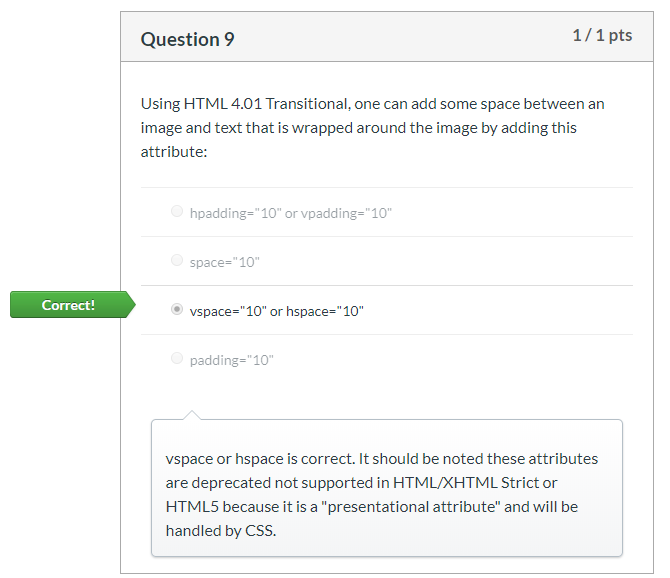 Question 9
1 / 1 pts
Using HTML 4.01 Transitional, one can add some space between an
image and text that is wrapped around the image by adding this
attribute:
hpadding="10" or vpadding="10"
space="10"
Correct!
vspace="10" or hspace="10"
padding="10"
vspace or hspace is correct. It should be noted these attributes
are deprecated not supported in HTML/XHTML Strict or
HTML5 because it is a "presentational attribute" and will be
handled by CSS.